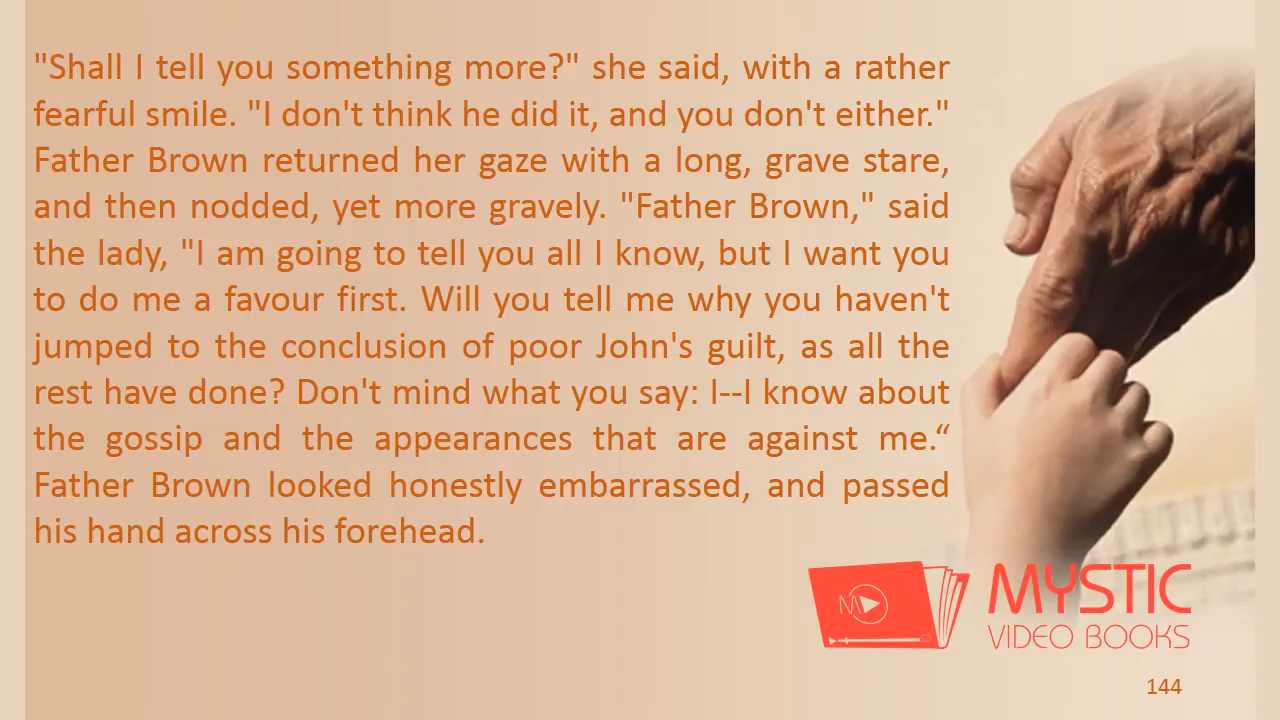 "Shall I tell you something more?" she said, with a rather
fearful smile. "I don't think he did it, and you don't either."
Father Brown returned her gaze with a long, grave stare,
and then nodded, yet more gravely. "Father Brown," said
the lady, "I am going to tell you all I know, but I want you
to do me a favour first. Will you tell me why you haven't
jumped to the conclusion of poor John's guilt, as all the
rest have done? Don't mind what you say: I--I know about
the gossip and the appearances that are against me.“
Father Brown looked honestly embarrassed, and passed
his hand across his forehead.
M
MYSTIC
VIDEO BOOKS
144